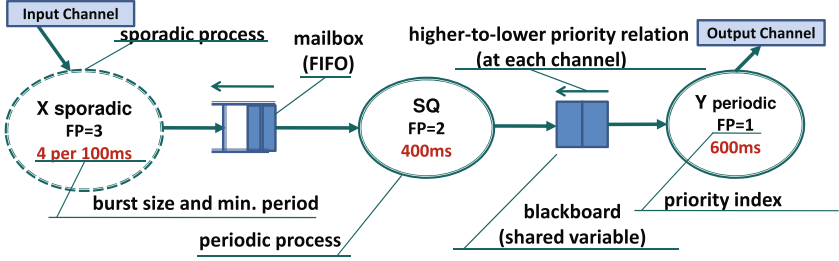 Input Channel
sporadic process
mailbox
(FIFO)
higher-to-lower priority relation
(at each channel)
Output Channel
X sporadic
FP=3
4 per 100ms
SQ
FP=2
400ms
Y periodic
FP=1
600ms
burst size and min. period
periodic process
blackboard
(shared variable)
priority index